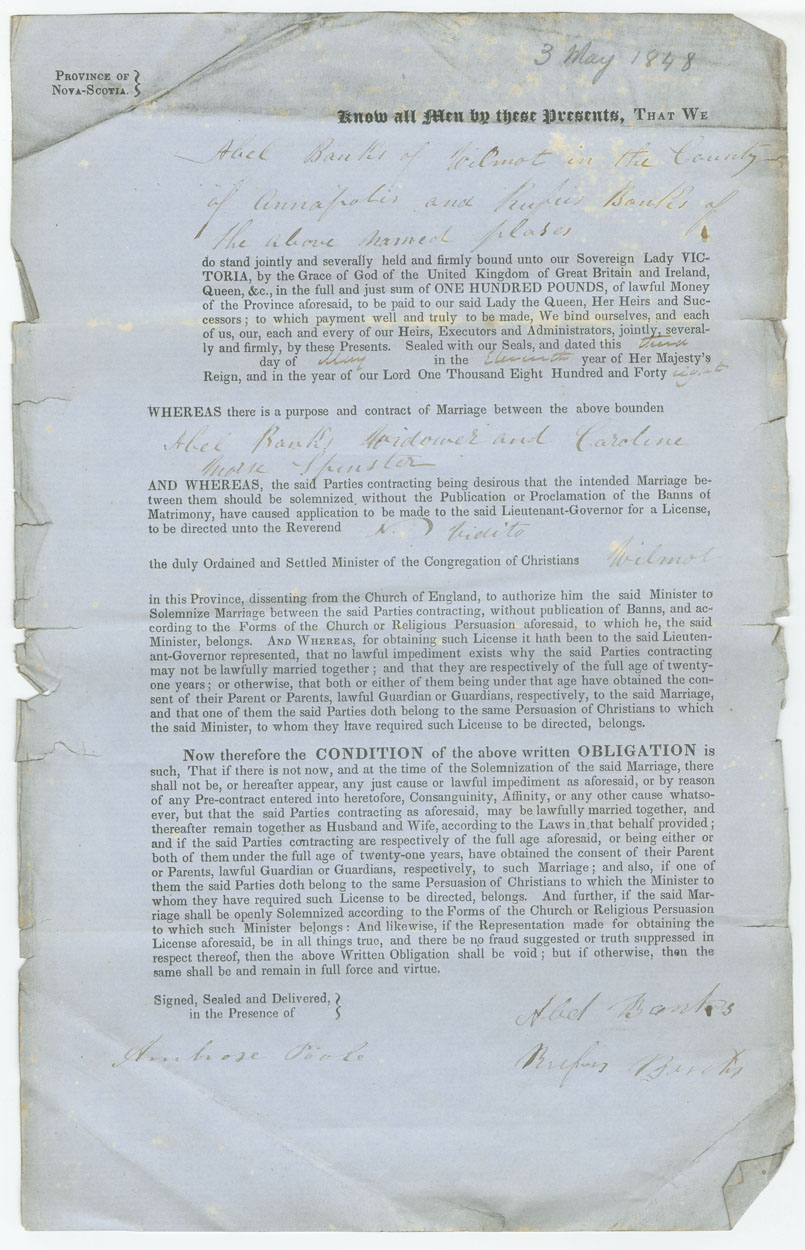 3 May 1848
PROVINCE OF
NOVA-SCOTIA. }
Know all Men by these Presents, THAT WE
Abel Banks of Wilmot in the County
of Annapolis and Rufus Banks of
the above named places
do stand jointly and severally held and firmly bound unto our Sovereign Lady VIC-
TORIA, by the Grace of God of the United Kingdom of Great Britain and Ireland,
Queen, &c., in the full and just sum of ONE HUNDRED POUNDS, of lawful Money
of the Province aforesaid, to be paid to our said Lady the Queen, Her Heirs and Suc-
cessors; to which payment well and truly to be made, We bind ourselves, and each
of us, our, each and every of our Heirs, Executors and Administrators, jointly, several-
ly and firmly, by these Presents. Sealed with our Seals, and dated this third
day of May in the Eleventh year of Her Majesty's
Reign, and in the year of our Lord One Thousand Eight Hundred and Forty eight
WHEREAS there is a purpose and contract of Marriage between the above bounden
Abel Banks Widower and Caroline
Morse Spinster
AND WHEREAS, the said Parties contracting being desirous that the intended Marriage be-
tween them should be solemnized without the Publication or Proclamation of the Banns of
Matrimony, have caused application to be made to the said Lieutenant-Governor for a License,
to be directed unto the Reverend N. Vidito
the duly Ordained and Settled Minister of the Congregation of Christians Wilmot
in this Province, dissenting from the Church of England, to authorize him the said Minister to
Solemnize Marriage between the said Parties contracting, without publication of Banns, and ac-
cording to the Forms of the Church or Religious Persuasion aforesaid, to which he, the said
Minister, belongs. AND WHEREAS, for obtaining such License it hath been to the said Lieuten-
ant-Governor represented, that no lawful impediment exists why the said Parties contracting
may not be lawfully married together; and that they are respectively of the full age of twenty-
one years; or otherwise, that both or either of them being under that age have obtained the con-
sent of their Parent or Parents, lawful Guardian or Guardians, respectively, to the said Marriage,
and that one of them the said Parties doth belong to the same Persuasion of Christians to which
the said Minister, to whom they have required such License to be directed, belongs.
Now therefore the CONDITION of the above written OBLIGATION is
such, That if there is not now, and at the time of the Solemnization of the said Marriage, there
shall not be, or hereafter appear, any just cause or lawful impediment as aforesaid, or by reason
of any Pre-contract entered into heretofore, Consanguinity, Affinity, or any other cause whatso-
ever, but that the said Parties contracting as aforesaid, may be lawfully married together, and
thereafter remain together as Husband and Wife, according to the Laws in that behalf provided;
and if the said Parties contracting are respectively of the full age aforesaid, or being either or
both of them under the full age of twenty-one years, have obtained the consent of their Parent
or Parents, lawful Guardian or Guardians, respectively, to such Marriage; and also, if one of
them the said Parties doth belong to the same Persuasion of Christians to which the Minister to
whom they have required such License to be directed, belongs. And further, if the said Mar-
riage shall be openly Solemnized according to the Forms of the Church or Religious Persuasion
to which such Minister belongs: And likewise, if the Representation made for obtaining the
License aforesaid, be in all things true, and there be no fraud suggested or truth suppressed in
respect thereof, then the above Written Obligation shall be void; but if otherwise, then the
same shall be and remain in full force and virtue.
Signed, Sealed and Delivered,
in the Presence of }
Abel Banks
Ambrose
Rufus Banks